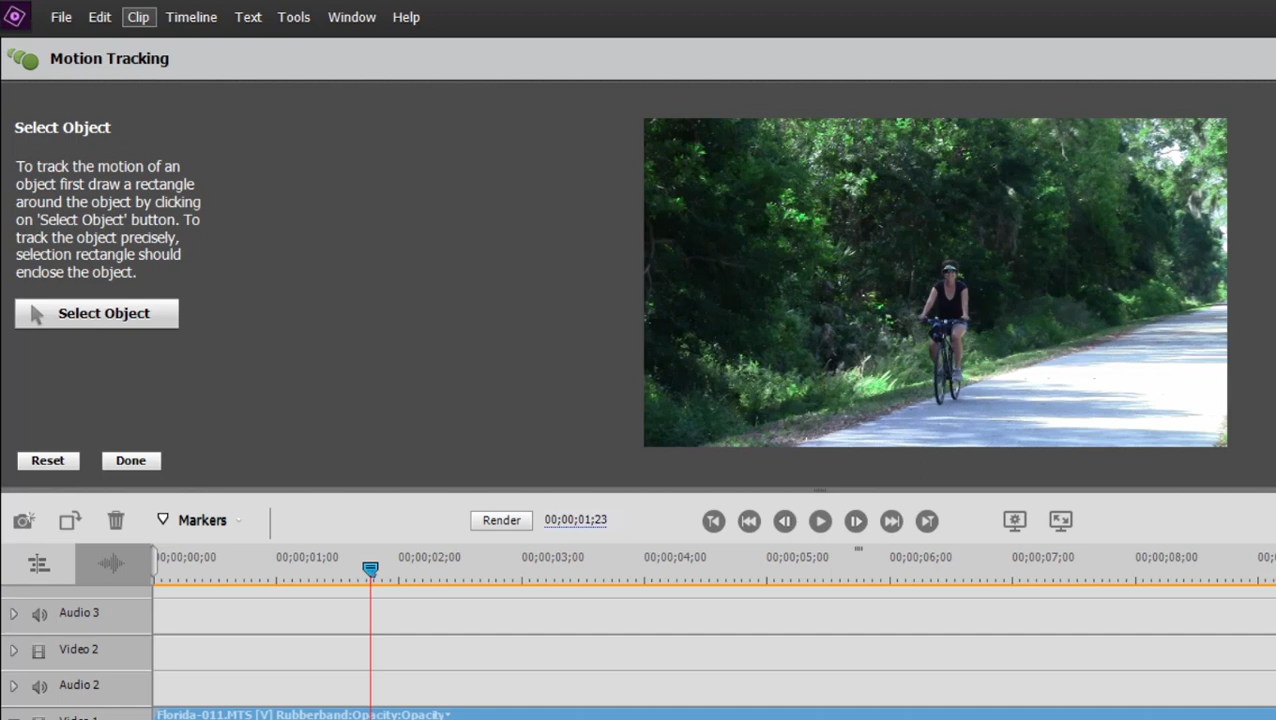 File Edit Clip Timeline Text Tools Window Help
Motion Tracking
Select Object
To track the motion of an
object first draw a rectangle
around the object by clicking
on 'Select Object' button. To
track the object precisely,
selection rectangle should
enclose the object.
Select Object
Reset Done
Markers Render 00;00;01;23
00;00;00;00 00;00;01;00 00;00;02;00 00;00;03;00 00;00;04;00 00;00;05;00 00;00;06;00 00;00;07;00 00;00;08;00
Audio 3
Video 2
Audio 2
Video 1 Florida-011.MTS [V] Rubberband:Opacity:Opacity